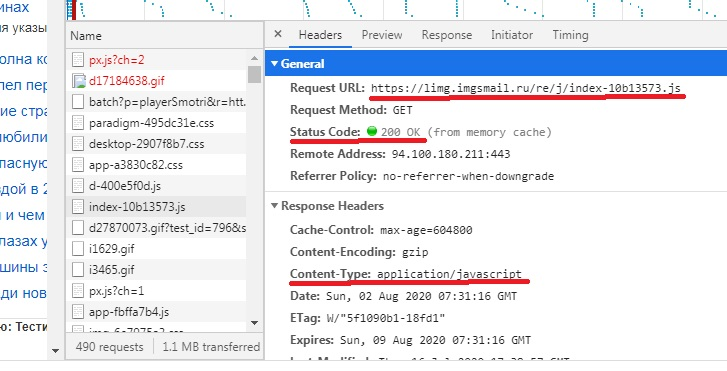 инах
я указы
олна ко
лел пер
ие стра
любили
пасную
здой в 2
и и чем
глазах у
шины з
ди нов
ю: Тести
Name
px.js?ch=2
d17184638.gif
batch?p=playerSmotri&r=htt...
paradigm-495dc31e.css
desktop-2907f8b7.css
app-a3830c82.css
d-400e5f0d.js
index-10b13573.js
d27870073.gif?test_id=796&s
i1629.gif
i3465.gif
px.js?ch=1
app-fbffa7b4.js
490 requests
1.1 MB transferred
Headers Preview Response Initiator Timing
General
Request URL: https://limg.imgsmail.ru/re/j/index-10b13573.js
Request Method: GET
Status Code: 200 OK (from memory cache)
Remote Address: 94.100.180.211:443
Referrer Policy: no-referrer-when-downgrade
Response Headers
Cache-Control: max-age=604800
Content-Encoding: gzip
Content-Type: application/javascript
Date: Sun, 02 Aug 2020 07:31:16 GMT
ETag: W/"5f1090b1-18fd1"
Expires: Sun, 09 Aug 2020 07:31:16 GMT